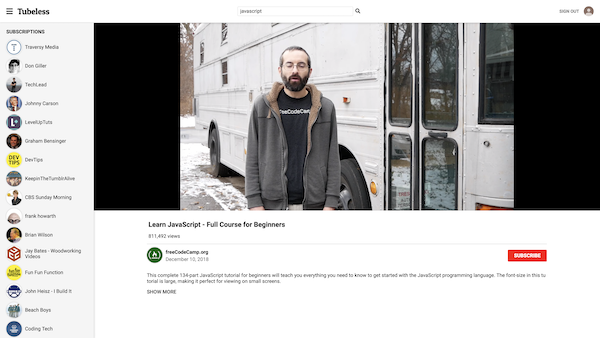 Tubeless
javascript
SIGN OUT
SUBSCRIPTIONS
Traversy Media
Don Giller
TechLead
Johnny Carson
LevelUpTuts
Graham Bensinger
DEV
TIPS
DevTips
KeepinTheTumblrAlive
CBS Sunday Morning
frank howarth
Brian Wilson
Jay Bates - Woodworking
Videos
Fun Fun Function
John Heisz - I Build It
Beach Boys
Coding Tech
freeCodeCamp
Learn JavaScript - Full Course for Beginners
811,492 views
freeCodeCamp.org
December 10, 2018
SUBSCRIBE
This complete 134-part JavaScript tutorial for beginners will teach you everything you need to know to get started with the JavaScript programming language. The font-size in this tu
torial is large, making it perfect for viewing on small screens.
SHOW MORE